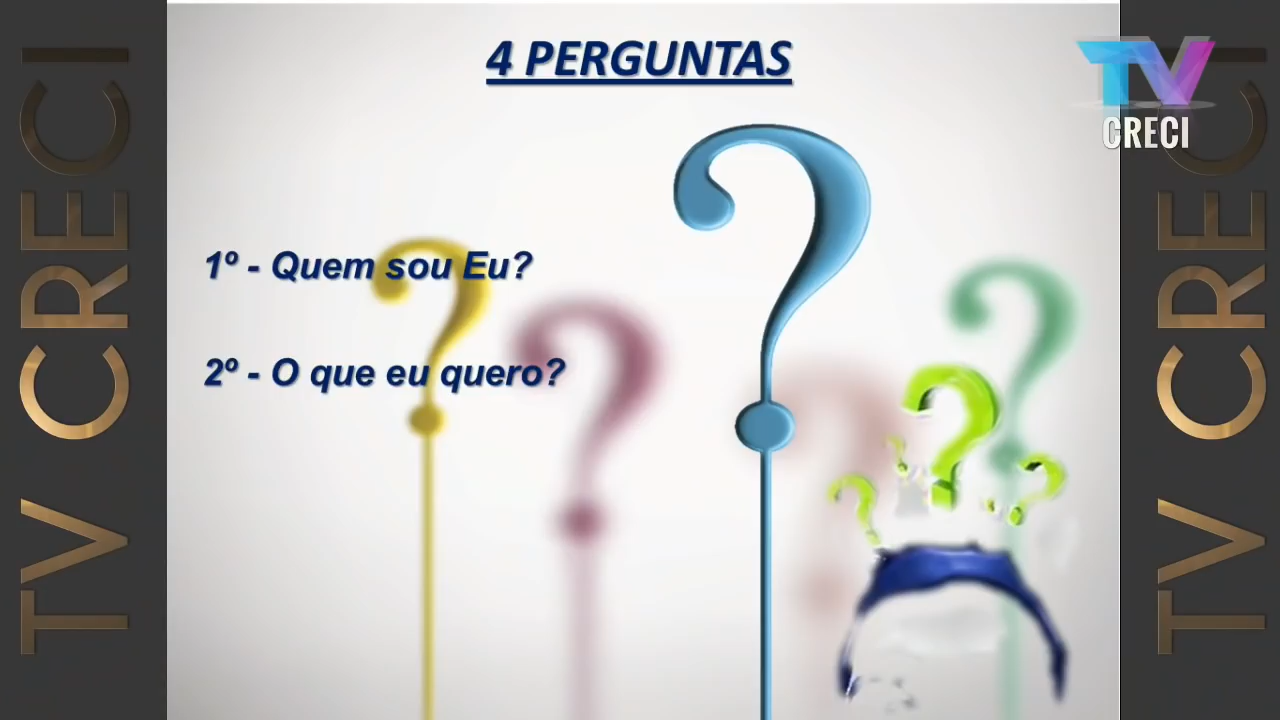 4 PERGUNTAS
TV
CRECI
1º - Quem sou Eu?
2º - O que eu quero?
TV CRECI
TV CRECI